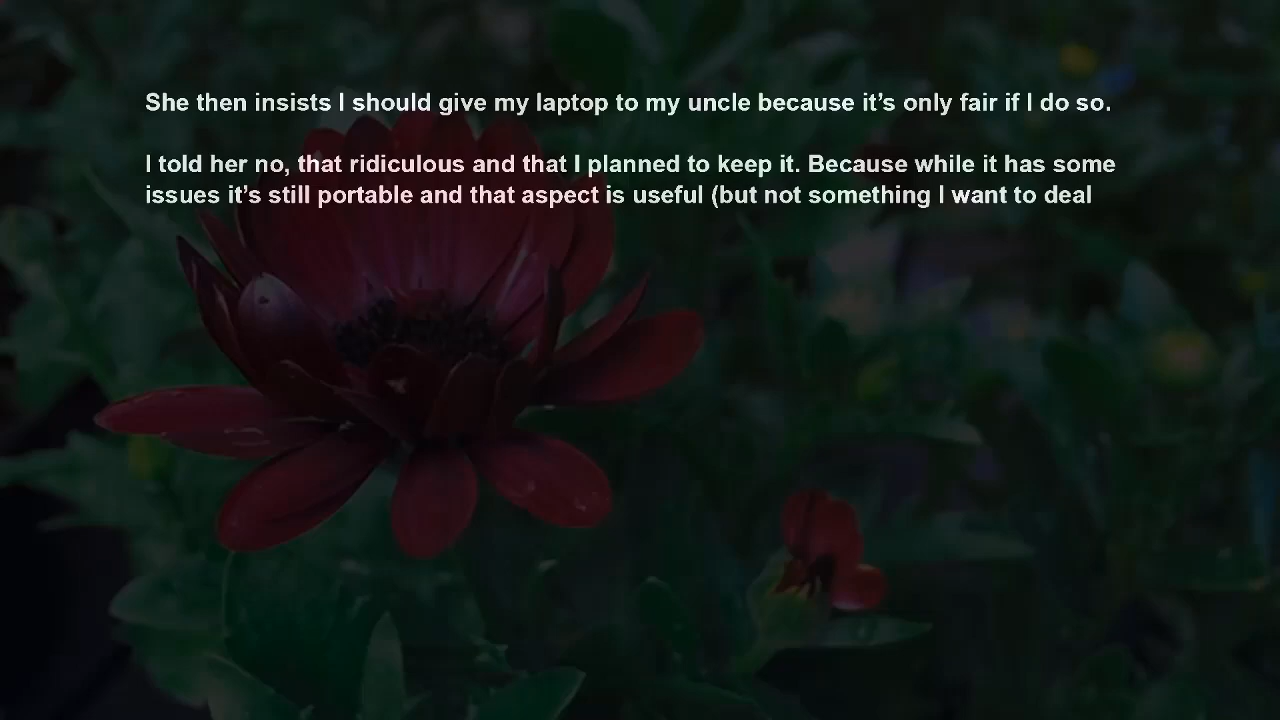 She then insists I should give my laptop to my uncle because it’s only fair if I do so.
I told her no, that ridiculous and that I planned to keep it. Because while it has some
issues it’s still portable and that aspect is useful (but not something I want to deal